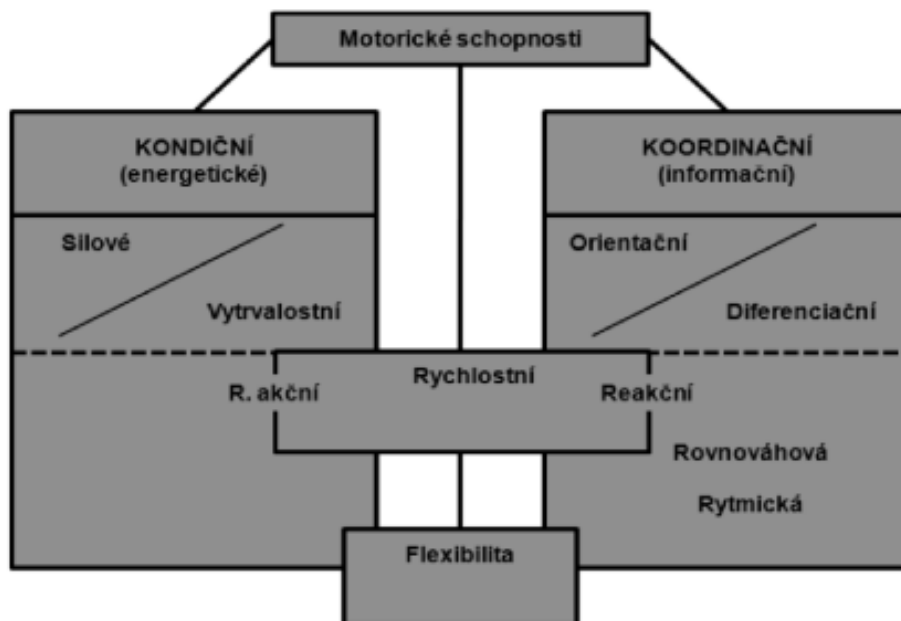 Motorické schopnosti
KONDIČNÍ
(energetické)
KOORDINAČNÍ
(informační)
Silové
Vytrvalostní
Orientační
Diferenciační
Rychlostní
R. akční
Reakční
Rovnováhová
Rytmická
Flexibilita